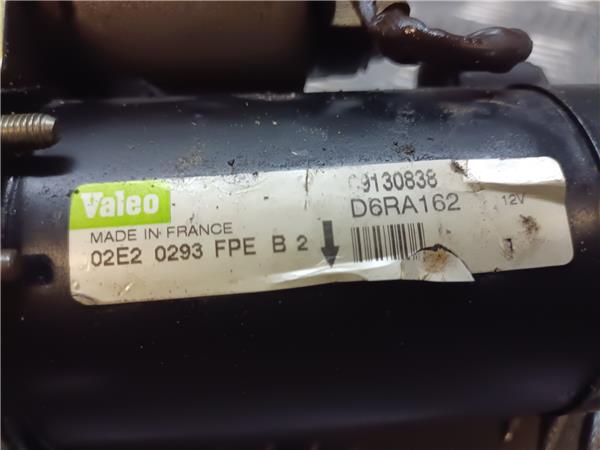 Valeo
MADE IN FRANCE
02E2 0293 FPE B 2
09130838
D6RA162 12V